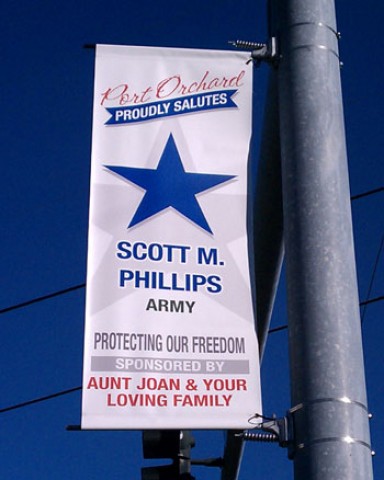 Port Orchard
PROUDLY SALUTES
SCOTT M.
PHILLIPS
ARMY
PROTECTING OUR FREEDOM
SPONSORED BY
AUNT JOAN & YOUR
LOVING FAMILY